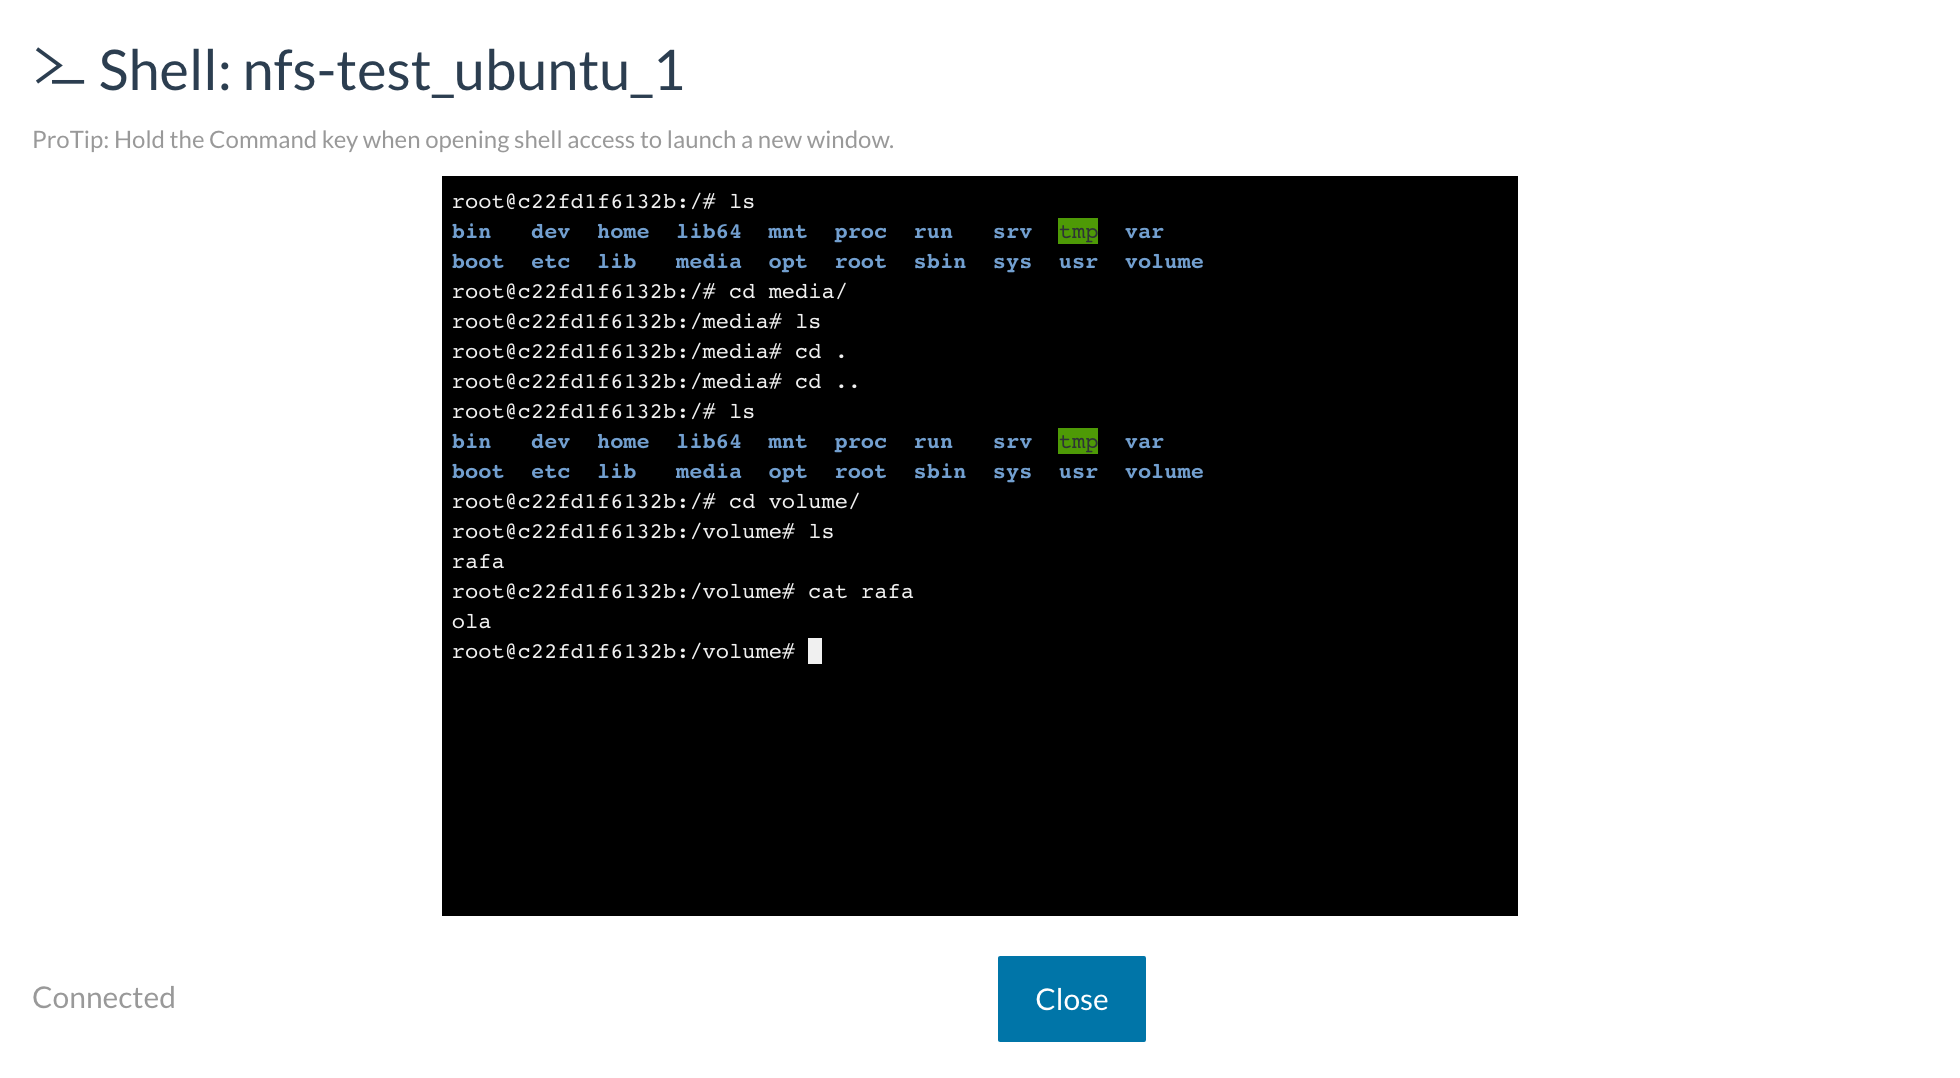 >_ Shell: nfs-test_ubuntu_1
ProTip: Hold the Command key when opening shell access to launch a new window.
root@c22fd1f6132b:/# ls
bin   dev  home  lib64  mnt  proc  run   srv  tmp  var
boot  etc  lib   media  opt  root  sbin  sys  usr  volume
root@c22fd1f6132b:/# cd media/
root@c22fd1f6132b:/media# ls
root@c22fd1f6132b:/media# cd .
root@c22fd1f6132b:/media# cd ..
root@c22fd1f6132b:/# ls
bin   dev  home  lib64  mnt  proc  run   srv  tmp  var
boot  etc  lib   media  opt  root  sbin  sys  usr  volume
root@c22fd1f6132b:/# cd volume/
root@c22fd1f6132b:/volume# ls
rafa
root@c22fd1f6132b:/volume# cat rafa
ola
root@c22fd1f6132b:/volume#
Connected
Close